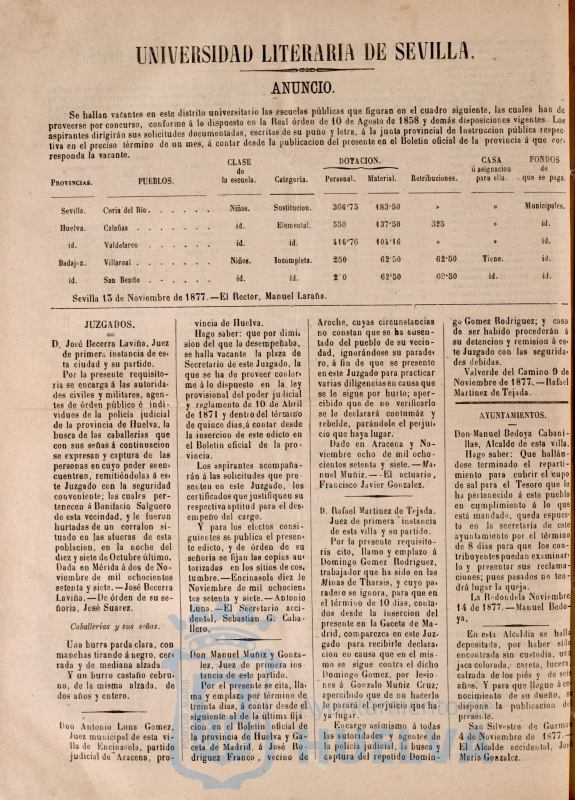 UNIVERSIDAD LITERARIA DE SEVILLA.
ANUNCIO.
Se hallan vacantes en este distrito universitario las escuelas públicas que figuran en el cuadro siguiente, las cuales han de
proveerse por concurso, conforme á lo dispuesto en la Real órden de 10 de Agosto de 1858 y demás disposiciones vigentes. Los
aspirantes dirigirán sus solicitudes documentadas, escritas de su puño y letra, á la junta provincial de Instruccion pública respec-
tiva en el preciso término de un mes, á contar desde la publicacion del presente en el Boletin oficial de la provincia á que cor-
responda la vacante.
CLASE DOTACION. CASA FONDOS
de ó asignacion de
PROVINCIAS. PUEBLOS. la escuela. Categoria. Personal. Material. Retribuciones. para ella. que se paga.
Sevilla. Coria del Rio. Niñas. Sustitucion. 364'75 183'50 » » Municipales.
Huelva. Calañas id. Elemental. 550 137'50 325 » id.
id. Valdelarco id. id. 416'76 104'16 » » id.
Badajoz. Villareal Niños. Incompleta. 250 62'50 62'50 Tiene. id.
id. San Benito id. id. 62'50 62'50 id. id.
Sevilla 13 de Noviembre de 1877.—El Rector, Manuel Laraña.
JUZGADOS.
D. José Becerra Laviña, Juez
de primera instancia de es-
ta ciudad y su partido.
Por la presente requisito-
ria se encarga á las autorida-
des civiles y militares, agen-
tes de órden público é indi-
viduos de la policía judicial
de la provincia de Huelva, la
busca de las caballerías que
con sus señas á continuacion
se expresan y captura de las
personas en cuyo poder se en-
cuentren, remitiéndolas á es-
te Juzgado con la seguridad
conveniente; las cuales per-
teneceu á Bonifacio Salguero
de esta vecindad, y le fueron
hurtadas de un corralon si-
tuado en las afueras de esta
poblacion, en la noche del
diez y siete de Octubre último.
Dada en Mérida á dos de No-
viembre de mil ochocientos
setenta y siete.—José Becerra
Laviña.—De órden de su se-
ñoria, José Suarez.
Caballerías y sus señas.
Una burra parda clara, con
manchas tirando á negro, cer-
rada y de mediana alzada
Y un burro castaño cebru-
no, de la misma alzada, de
dos años y entero.
Don Antonio Luna Gomez,
Juez municipal de esta vi-
lla de Encinasola, partido
judicial de Aracena, pro-
vincia de Huelva.
Hago saber: que por dimi-
sion del que la desempeñaba,
se halla vacante la plaza de
Secretario de este Juzgado, la
que se ha de proveer confor-
me á lo dispuesto en la ley
provisional del poder judicial
y reglamento de 10 de Abril
de 1871 y dentro del término
de quince dias, á contar desde
la insercion de este edicto en
el Boletin oficial de la pro-
vincia.
Los aspirantes acompaña-
rán á las solicitudes que pre-
senten en este Juzgado, los
certificados que justifiqueu su
respectiva aptitud para el des-
empeño del cargo.
Y para los efectos consi-
guientes se publica el presen-
te edicto, y de órden de su
señoria se fijan las copias au-
torizadas en los sitios de cos-
tumbre.—Encinasola diez le
Noviembre de mil ochocien-
tos setenta y siete.—Antonio
Luna.—El Secretario acci-
dental, Sebastian G. Caba-
llero.
Don Manuel Muñiz y Gonza-
lez, Juez de primera ins-
tancia de este partido.
Por el presente se cita, lla-
ma y emplaza por término de
treinta dias, á contar desde el
siguiente al de la última fija-
cion en el Boletin oficial de
la provincia de Huelva y Ga-
ceta de Madrid, á José Ro-
driguez Franco, vecino de
Aroche, cuyas circunstancias
no constan que se ha ausen-
tado del pueblo de su vecin-
dad, ignorándose su parade-
ro, á fin de que se presente
en este Juzgado para practicar
varias diligencias en causa que
se le sigue por hurto; aper-
cibido que de no verificarlo
se le declarará contumáz y
rebelde, parándole el perjui-
cio que haya lugar.
Dado en Aracena y No-
viembre ocho de mil ocho-
cientos setenta y siete.—Ma-
nuel Muñiz.—El actuario,
Francisco Javier Gonzalez.
D. Rafael Martinez de Tejada.
Juez de primera instancia
de esta villa y su partido.
Por la presente requisito-
ria cito, llamo y emplazo á
Domingo Gomez Rodriguez,
trabajador que ha sido en las
Minas de Tharsis, y cuyo pa-
radero se ignora, para que en
el término de 10 dias, conta-
dos desde la insercion del
presente en la Gaceta de Ma-
drid, comparezca en este Juz-
gado para recibirle declara-
cion en causa que en el mis-
mo se sigue contra el dicho
Domingo Gomez, por lesio-
nes á Gonzalo Muñiz Cruz;
apercibido que de no hacerlo
le parará el perjuicio que ha-
ya lugar.
Encargo asimismo á todas
las autoridades y agentes de
la policía judicial, la busca y
captura del repetido Domin-
go Gomez Rodriguez; y caso
de ser habido procederán á
su detencion y remision á es-
te Juzgado con las segurida-
des debidas.
Valverde del Camino 9 de
Noviembre de 1877.—Rafael
Martinez de Tejada.
AYUNTAMIENTOS.
Don Manuel Bedoya Cabani-
llas, Alcalde de esta villa.
Hago saber: Que hallán-
dose terminado el reparti-
miento para cubrir el cupo
de sal para el Tesoro que le
ha pertenecido á este pueblo
en cumplimiento á lo que
está mandado, queda expues-
to en la secretaría de este
ayuntamiento por el término
de 8 dias para que los con-
tribuyentes puedan examinar-
lo y presentar sus reclama-
ciones; pues pasados no ten-
drá lugar la queja.
La Redondela Noviembre
14 de 1877.—Manuel Bedo-
ya.
En esta Alcaldía se halla
depositada, por haber sido
encontrada sin custodia, una
jaca colorada, careta, lucera,
calzada de los piés y de seis
años. Y para que llegue á co-
nocimiento de su dueño, se
dispone la publicacion del
presente.
San Silvestre de Guzman
4 de Noviembre de 1877.—
El Alcalde accidental, José
Maria Gonzalez.